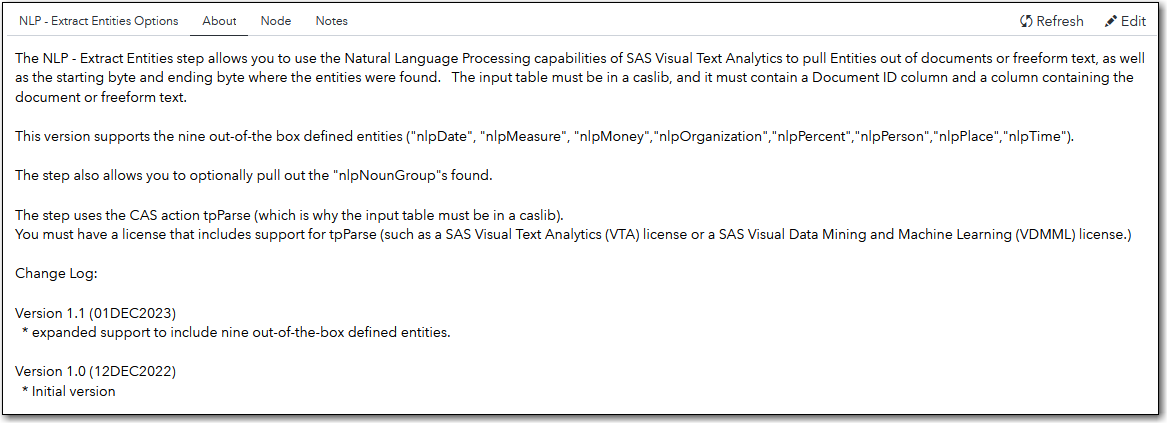 NLP - Extract Entities Options About Node Notes Refresh Edit
The NLP - Extract Entities step allows you to use the Natural Language Processing capabilities of SAS Visual Text Analytics to pull Entities out of documents or freeform text, as well
as the starting byte and ending byte where the entities were found. The input table must be in a caslib, and it must contain a Document ID column and a column containing the
document or freeform text.
This version supports the nine out-of-the box defined entities ("nlpDate", "nlpMeasure", "nlpMoney","nlpOrganization","nlpPercent","nlpPerson","nlpPlace","nlpTime").
The step also allows you to optionally pull out the "nlpNounGroup"s found.
The step uses the CAS action tpParse (which is why the input table must be in a caslib).
You must have a license that includes support for tpParse (such as a SAS Visual Text Analytics (VTA) license or a SAS Visual Data Mining and Machine Learning (VDMML) license.)
Change Log:
Version 1.1 (01DEC2023)
* expanded support to include nine out-of-the-box defined entities.
Version 1.0 (12DEC2022)
* Initial version